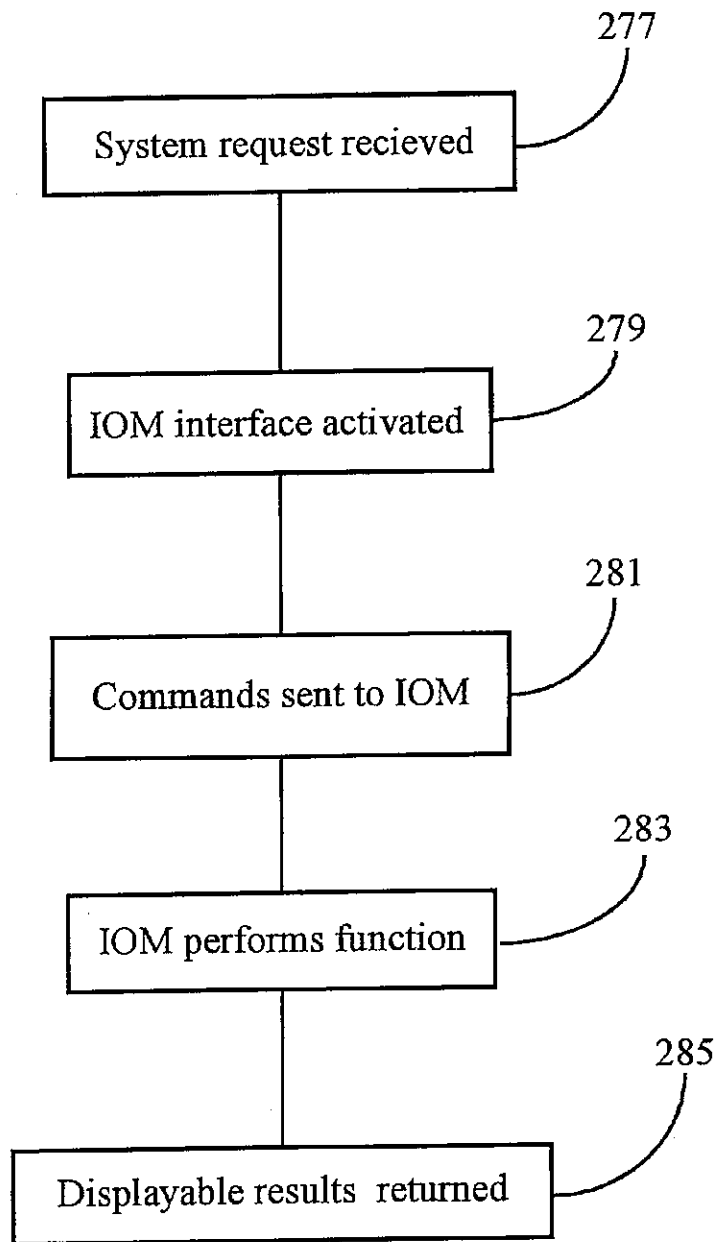 277
System request recieved
279
IOM interface activated
281
Commands sent to IOM
283
IOM performs function
285
Displayable results returned